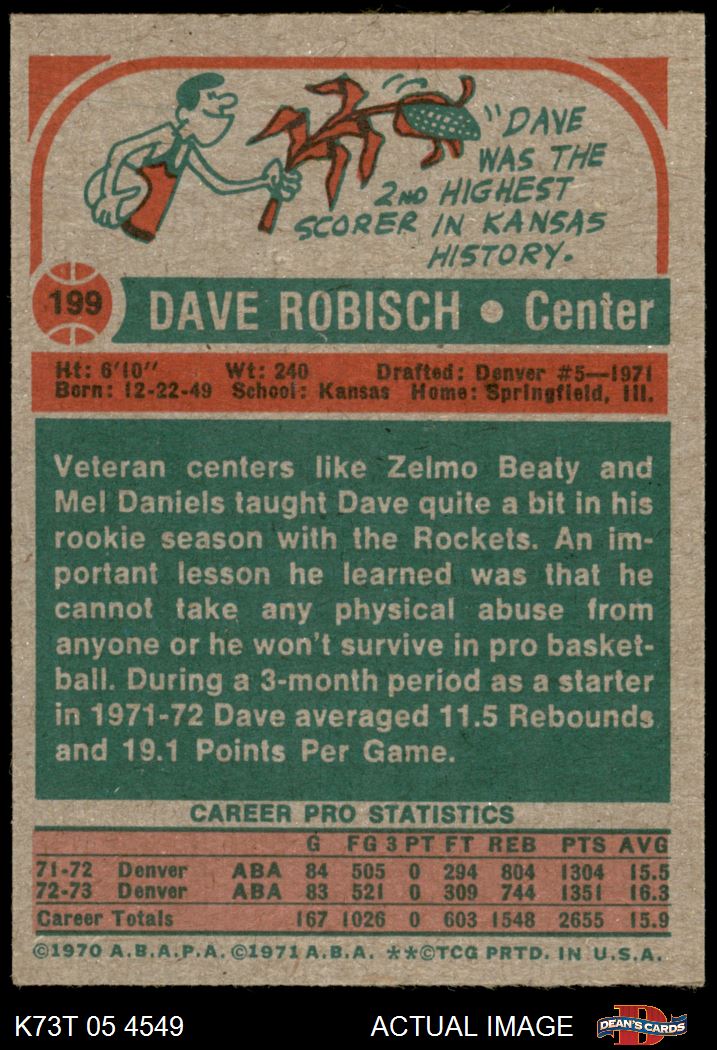 "DAVE
WAS THE
2ND HIGHEST
SCORER IN KANSAS
HISTORY.
199
DAVE ROBISCH • Center
Ht: 6'10" Wt: 240 Drafted: Denver #5—1971
Born: 12-22-49 School: Kansas Home: Springfield, Ill.
Veteran centers like Zelmo Beaty and
Mel Daniels taught Dave quite a bit in his
rookie season with the Rockets. An im-
portant lesson he learned was that he
cannot take any physical abuse from
anyone or he won't survive in pro basket-
ball. During a 3-month period as a starter
in 1971-72 Dave averaged 11.5 Rebounds
and 19.1 Points Per Game.
CAREER PRO STATISTICS
G FG 3 PT FT REB PTS AVG
71-72 Denver ABA 84 505 0 294 804 1304 15.5
72-73 Denver ABA 83 521 0 309 744 1351 16.3
Career Totals 167 1026 0 603 1548 2655 15.9
©1970 A.B.A.P.A. ©1971 A.B.A. **©TCG PRTD. IN U.S.A.
K73T 05 4549 ACTUAL IMAGE DEAN'S CARDS